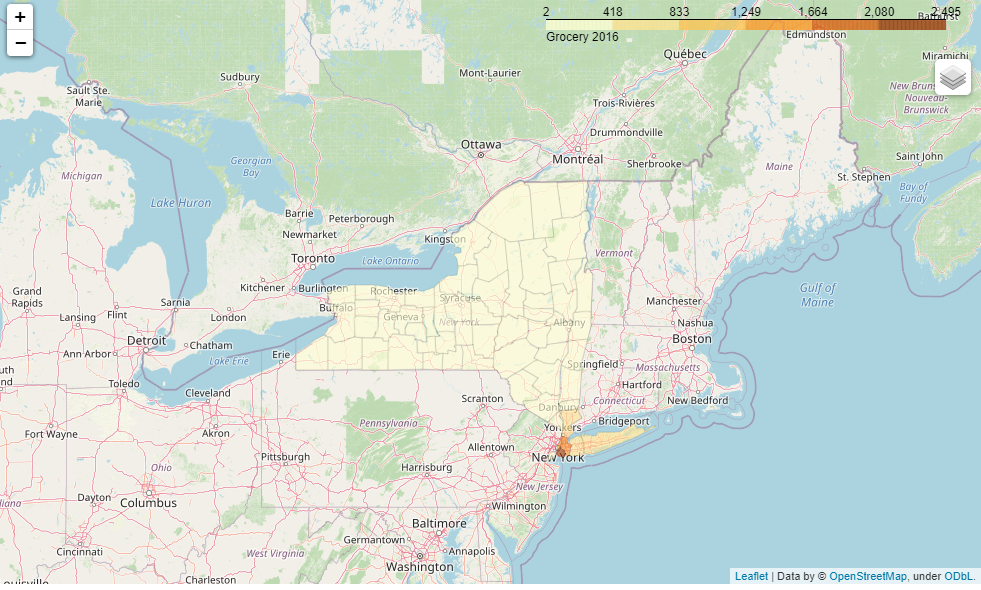 +
−
2 418 833 1,249 1,664 2,080 2,495
Grocery 2016
Bathurst
Edmundston
Miramichi
Québec
Mont-Laurier
Sudbury
Sault Ste.
Marie
New Brunswick
Nouveau-
Brunswick
Trois-Rivières
Drummondville
Ottawa
Montréal
Sherbrooke
Saint John
Maine
St. Stephen
Georgian
Bay
Michigan
Bay of
Fundy
Lake Huron
Barrie
Peterborough
Newmarket
Kingston
Toronto
Lake Ontario
Vermont
Kitchener
Burlington
Rochester
Grand
Rapids
Sarnia
Buffalo
Syracuse
Gulf of
Maine
Manchester
Lansing
Flint
London
Geneva
New York
Albany
Nashua
Detroit
Chatham
Boston
Ann Arbor
Erie
Lake Erie
Springfield
Massachusetts
Toledo
Hartford
Cleveland
Scranton
Connecticut
New Bedford
Danbury
Fort Wayne
Akron
Pennsylvania
Yonkers
Bridgeport
Allentown
New York
Pittsburgh
Ohio
Harrisburg
New Jersey
Dayton
Columbus
Wilmington
Baltimore
Cincinnati
West Virginia
Germantown
Annapolis
Washington
Charleston
Leaflet | Data by © OpenStreetMap, under ODbL.